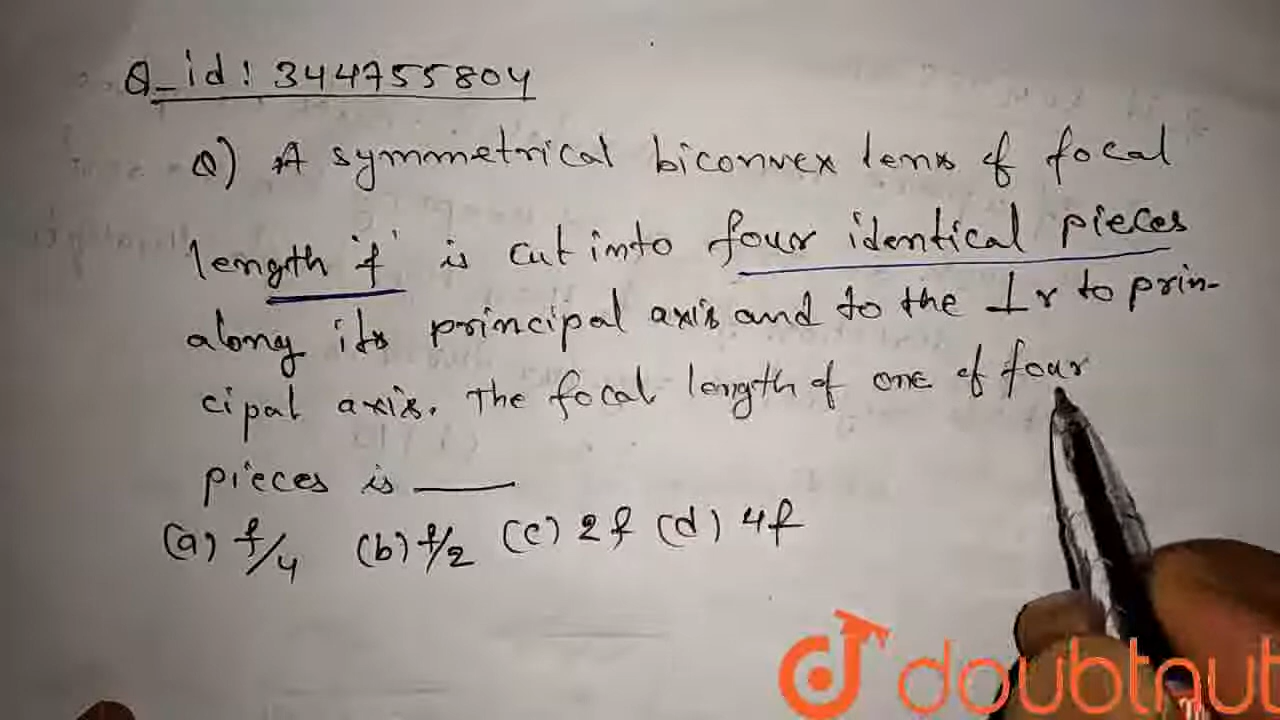 Q_id: 344755804
Q) A symmetrical biconvex lens of focal
length 'f' is cut into four identical pieces
along its principal axis and to the ⊥r to prin-
cipal axis. The focal length of one of four
pieces is ____
(a) f/4 (b) f/2 (c) 2f (d) 4f
doubtnut